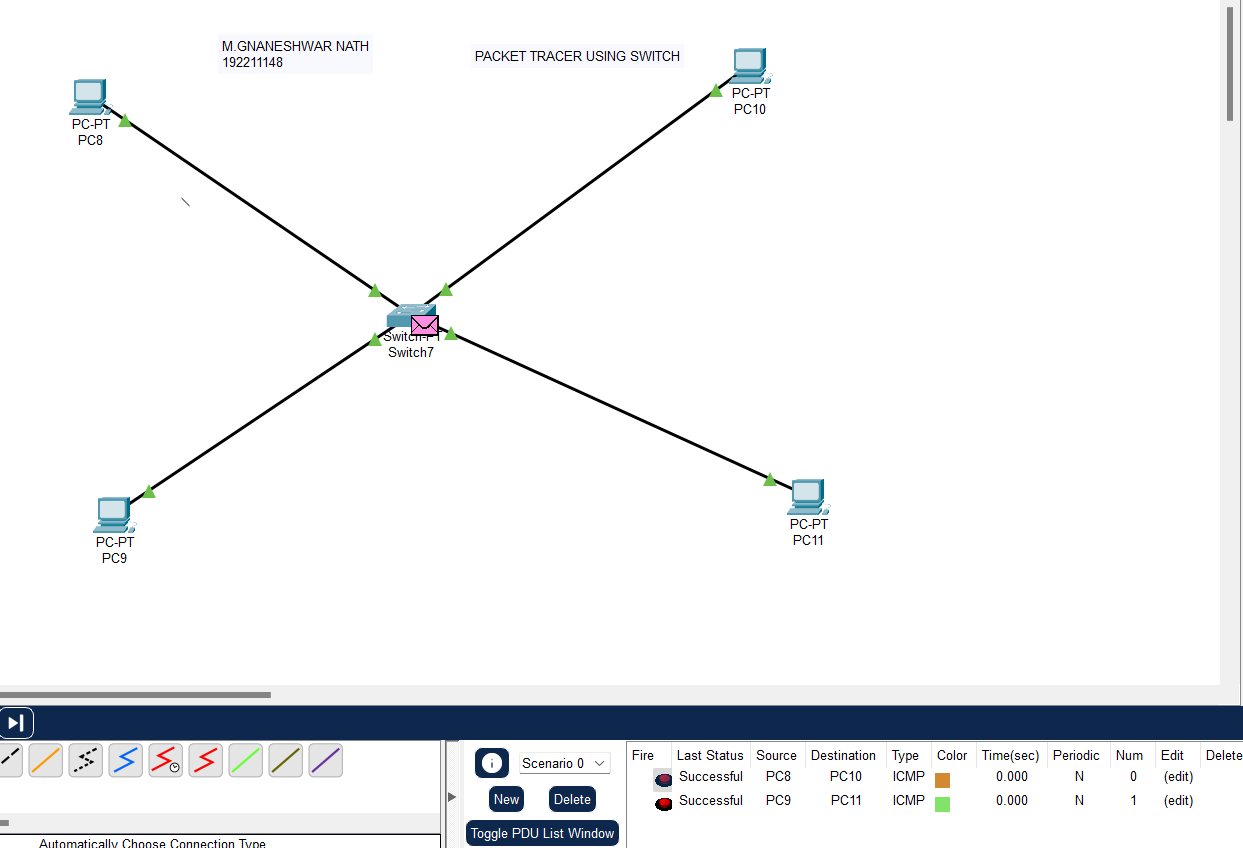 M.GNANESHWAR NATH
192211148
PACKET TRACER USING SWITCH
PC-PT
PC10
PC-PT
PC8
Switch-PT
Switch7
PC-PT
PC9
PC-PT
PC11
Scenario 0
New
Delete
Toggle PDU List Window
Fire Last Status Source Destination Type Color Time(sec) Periodic Num Edit Delete
Successful PC8 PC10 ICMP 0.000 N 0 (edit)
Successful PC9 PC11 ICMP 0.000 N 1 (edit)
Automatically Choose Connection Type